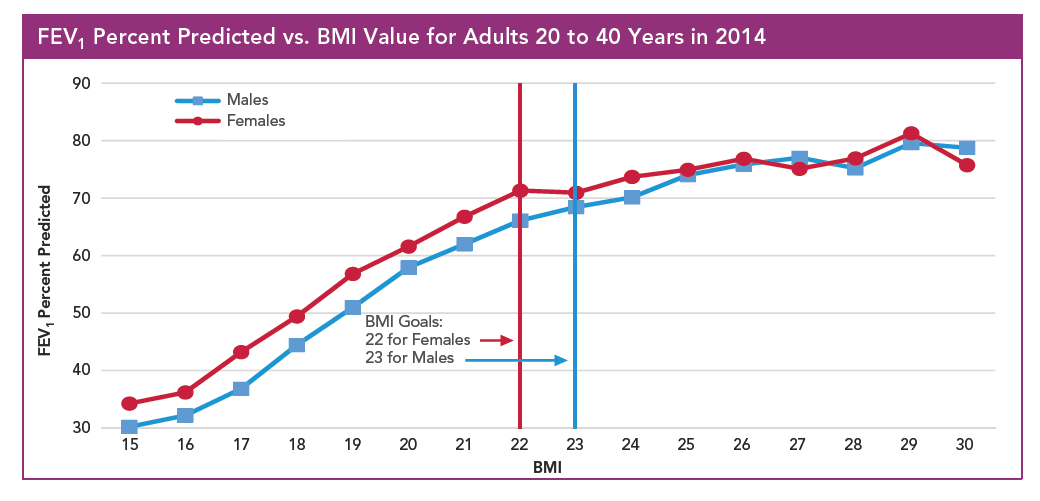 FEV₁ Percent Predicted vs. BMI Value for Adults 20 to 40 Years in 2014
90
80
70
60
50
40
30
FEV₁ Percent Predicted
Males
Females
BMI Goals:
22 for Females
23 for Males
15 16 17 18 19 20 21 22 23 24 25 26 27 28 29 30
BMI